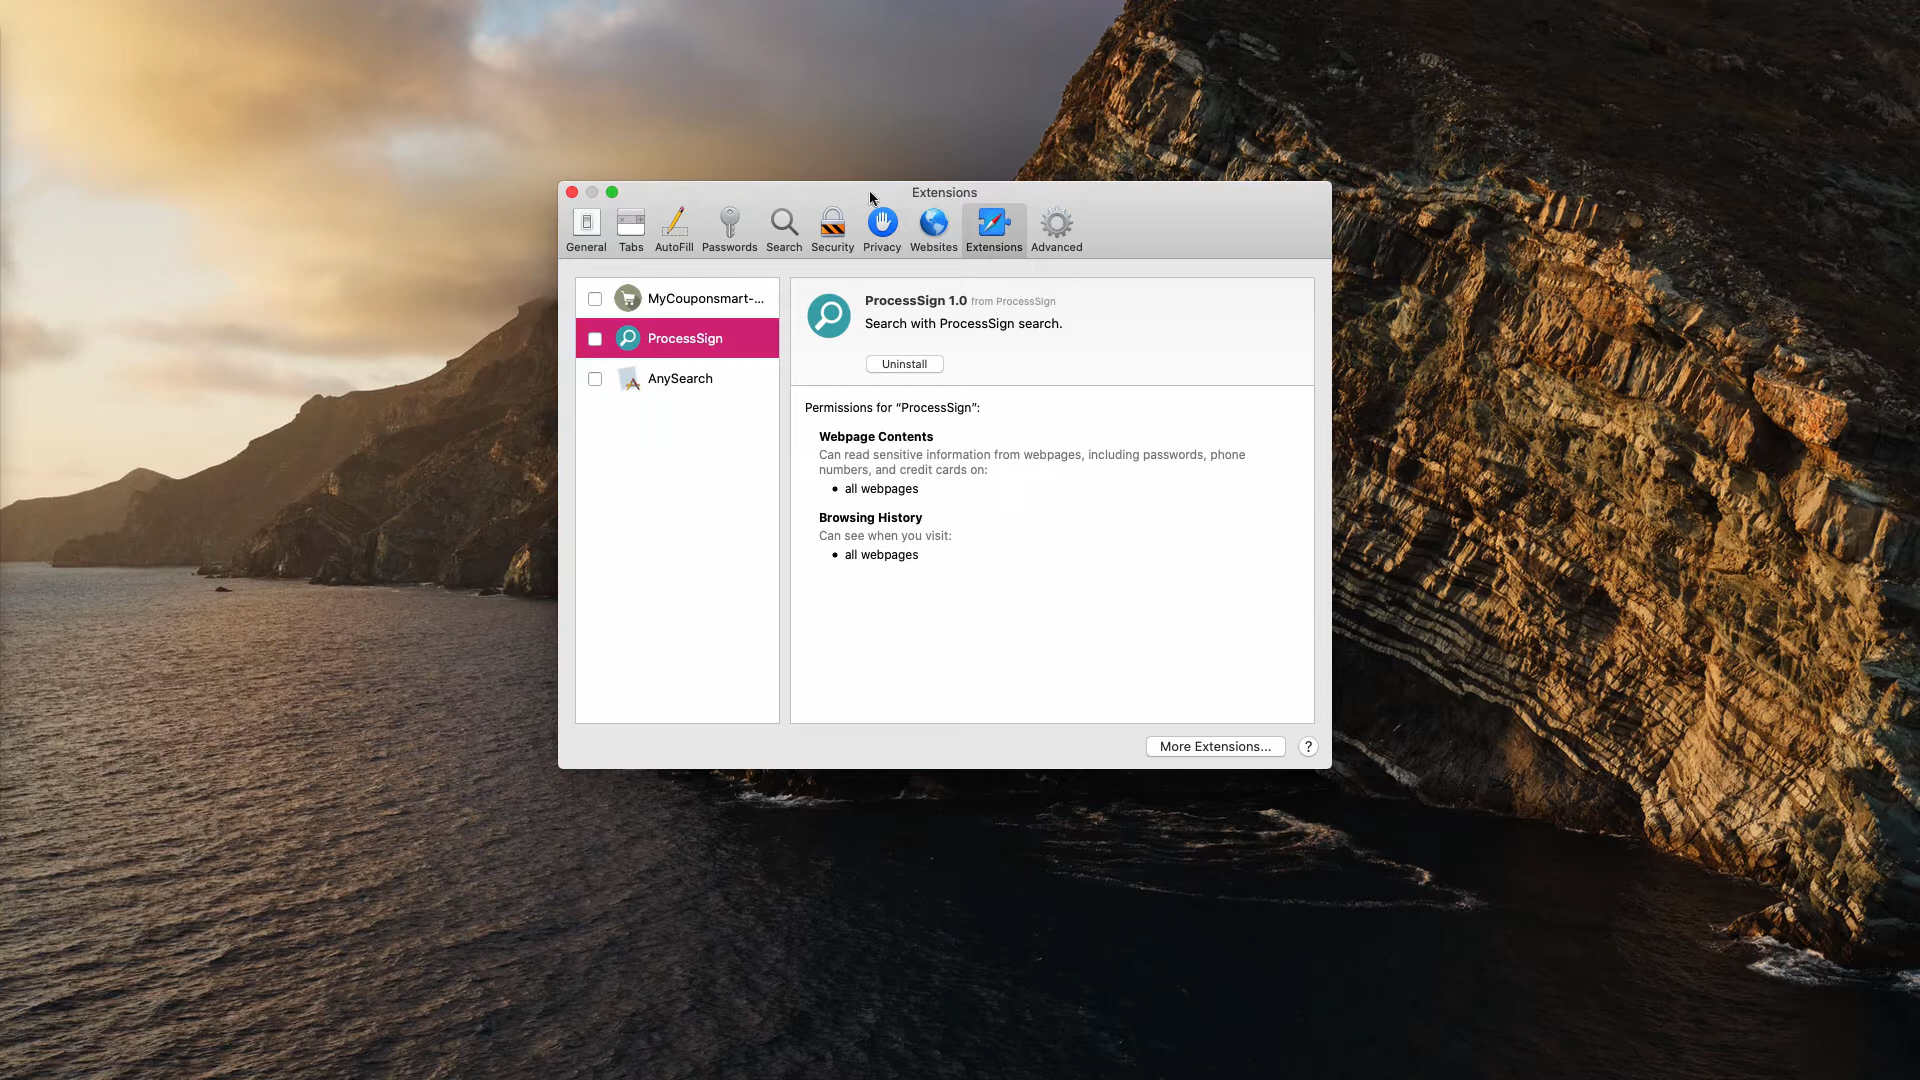 Extensions
General
Tabs
AutoFill
Passwords
Search
Security
Privacy
Websites
Extensions
Advanced
MyCouponsmart-...
ProcessSign
AnySearch
ProcessSign 1.0 from ProcessSign
Search with ProcessSign search.
Uninstall
Permissions for “ProcessSign”:
Webpage Contents
Can read sensitive information from webpages, including passwords, phone
numbers, and credit cards on:
• all webpages
Browsing History
Can see when you visit:
• all webpages
More Extensions...
?